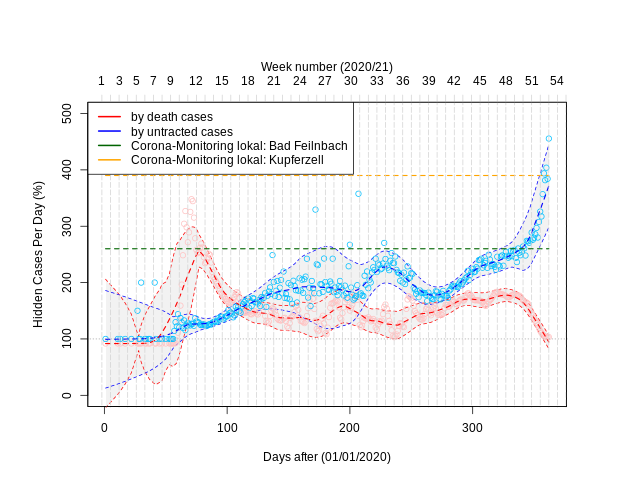 Week number (2020/21)
1 3 5 7 9 12 15 18 21 24 27 30 33 36 39 42 45 48 51 54
by death cases
by untracted cases
Corona-Monitoring lokal: Bad Feilnbach
Corona-Monitoring lokal: Kupferzell
Hidden Cases Per Day (%)
500
400
300
200
100
0
0 100 200 300
Days after (01/01/2020)